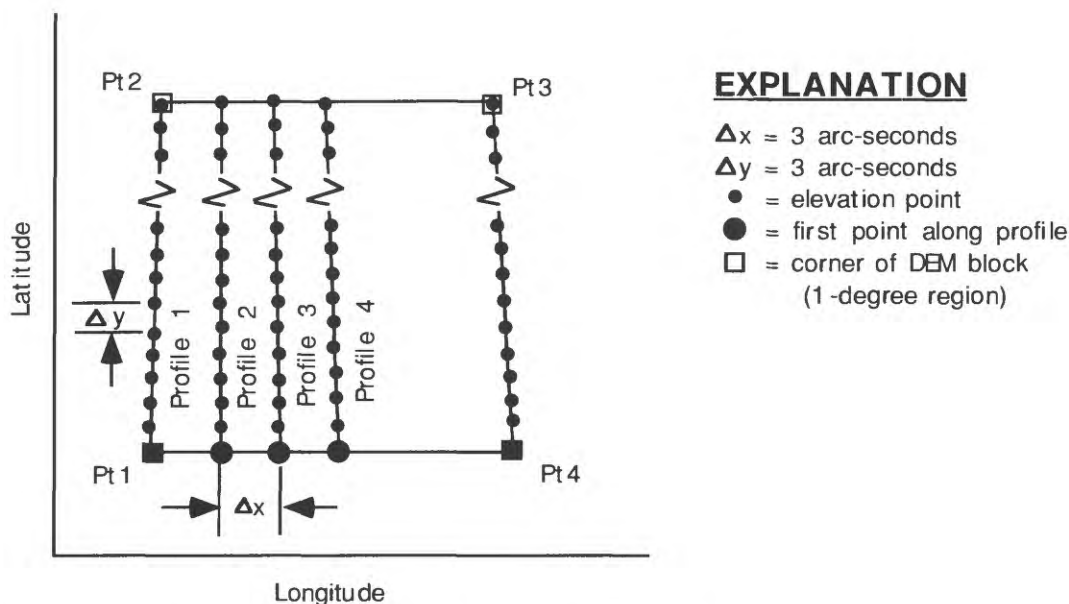 Pt2
Pt3
Latitude
Δy
Profile 1
Profile 2
Profile 3
Profile 4
Pt1
Pt4
Δx
Longitude
EXPLANATION
Δx = 3 arc-seconds
Δy = 3 arc-seconds
= elevation point
= first point along profile
= corner of DEM block
(1-degree region)